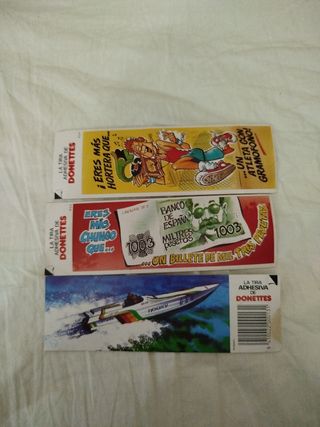 LA TIRA
ADHESIVA DE
DONETTES
¡ERES MÁS
HORTERA QUE...
...UN
ATLETA CON
GRAMÓFONO!
LA TIRA
ADHESIVA DE
DONETTES
ERES
MÁS
CHUNGO
QUE...
1003
BANCO
DE
ESPAÑA
MILTRES
PESETAS
1003
...UN BILLETE DE MIL TRES PESETAS
LA TIRA
ADHESIVA
DE
DONETTES